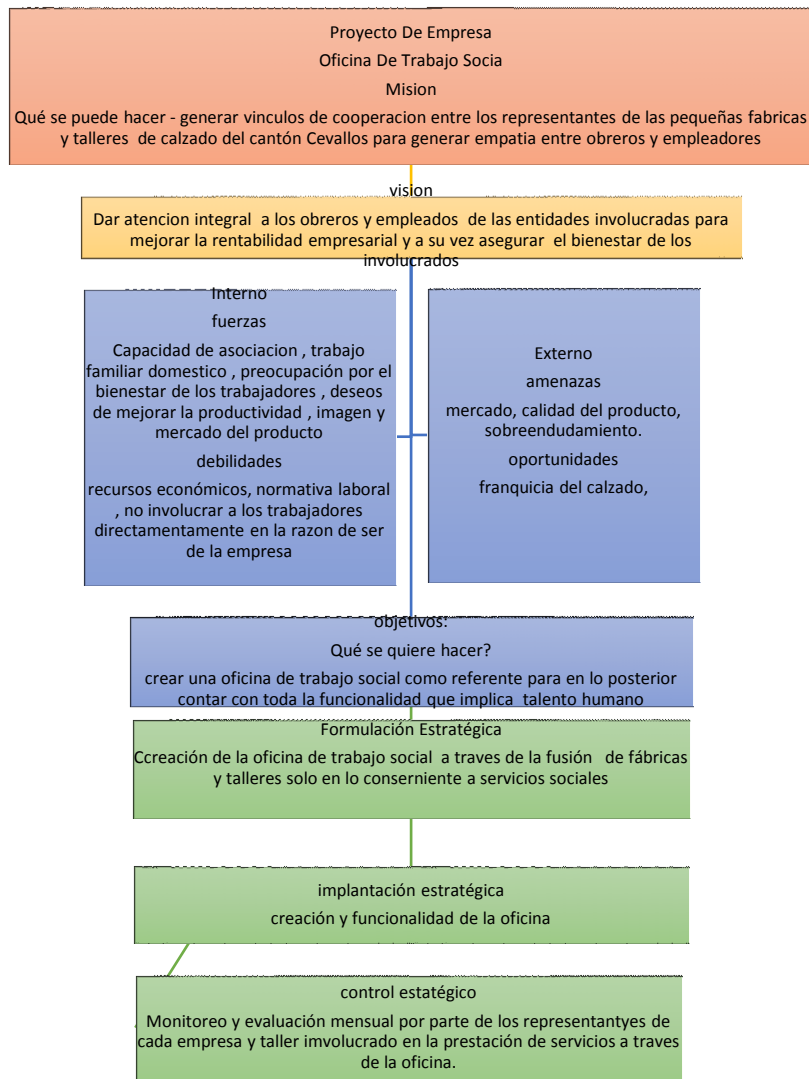 Proyecto De Empresa
Oficina De Trabajo Socia
Mision
Qué se puede hacer - generar vinculos de cooperacion entre los representantes de las pequeñas fabricas
y talleres de calzado del cantón Cevallos para generar empatia entre obreros y empleadores
vision
Dar atencion integral a los obreros y empleados de las entidades involucradas para
mejorar la rentabilidad empresarial y a su vez asegurar el bienestar de los
involucrados
Interno
fuerzas
Capacidad de asociacion , trabajo
familiar domestico , preocupación por el
bienestar de los trabajadores , deseos
de mejorar la productividad , imagen y
mercado del producto
debilidades
recursos económicos, normativa laboral
, no involucrar a los trabajadores
directamentamente en la razon de ser
de la empresa
Externo
amenazas
mercado, calidad del producto,
sobreendudamiento.
oportunidades
franquicia del calzado,
objetivos:
Qué se quiere hacer?
crear una oficina de trabajo social como referente para en lo posterior
contar con toda la funcionalidad que implica talento humano
Formulación Estratégica
Ccreación de la oficina de trabajo social a traves de la fusión de fábricas
y talleres solo en lo conserniente a servicios sociales
implantación estratégica
creación y funcionalidad de la oficina
control estatégico
Monitoreo y evaluación mensual por parte de los representantyes de
cada empresa y taller imvolucrado en la prestación de servicios a traves
de la oficina.